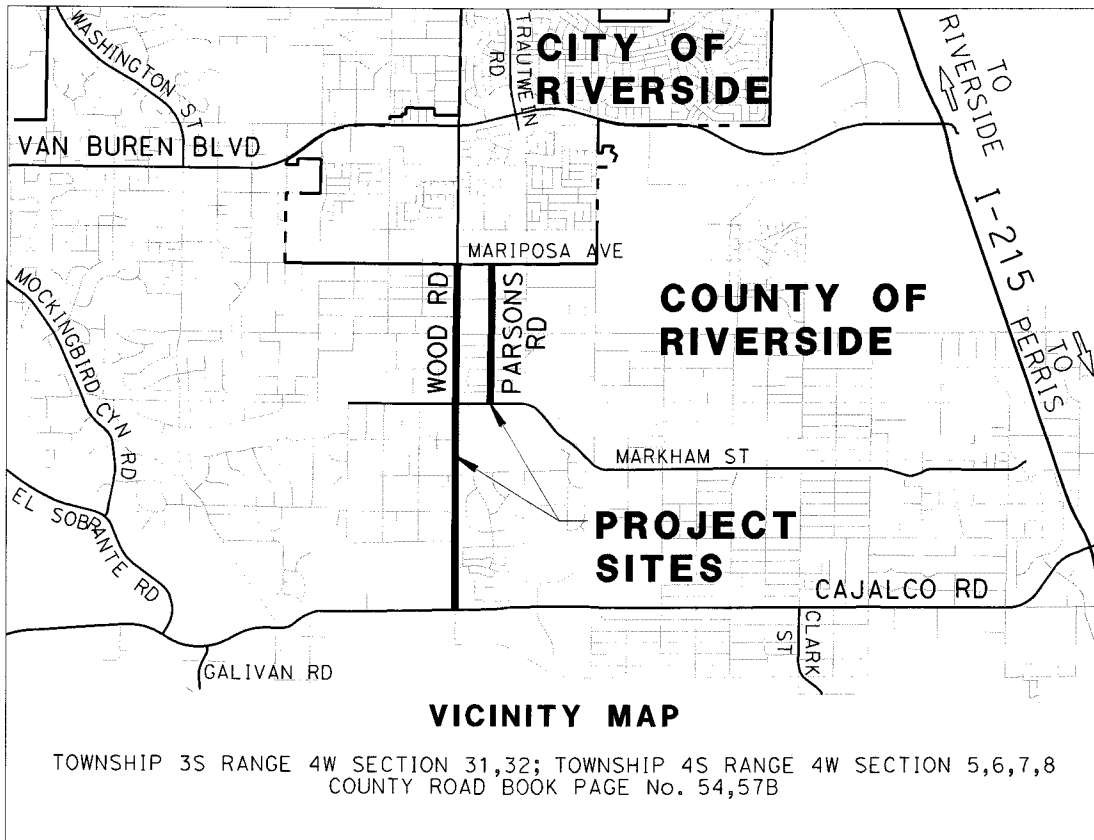 WASHINGTON ST
TRAUTWEIN
RD
CITY OF
RIVERSIDE
TO
RIVERSIDE
VAN BUREN BLVD
I-215
MARIPOSA AVE
MOCKINGBIRD CYN RD
WOOD RD
PARSONS
RD
COUNTY OF
RIVERSIDE
TO
PERRIS
MARKHAM ST
EL SOBRANTE RD
PROJECT
SITES
CAJALCO RD
CLARK
ST
GALIVAN RD
VICINITY MAP
TOWNSHIP 3S RANGE 4W SECTION 31,32; TOWNSHIP 4S RANGE 4W SECTION 5,6,7,8
COUNTY ROAD BOOK PAGE No. 54,57B